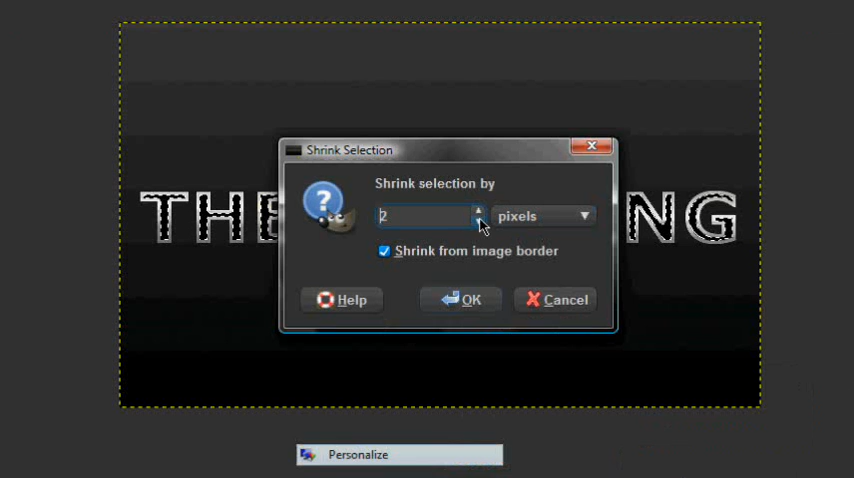 Shrink Selection
Shrink selection by
2 pixels
Shrink from image border
THE NG
Help OK Cancel
Personalize